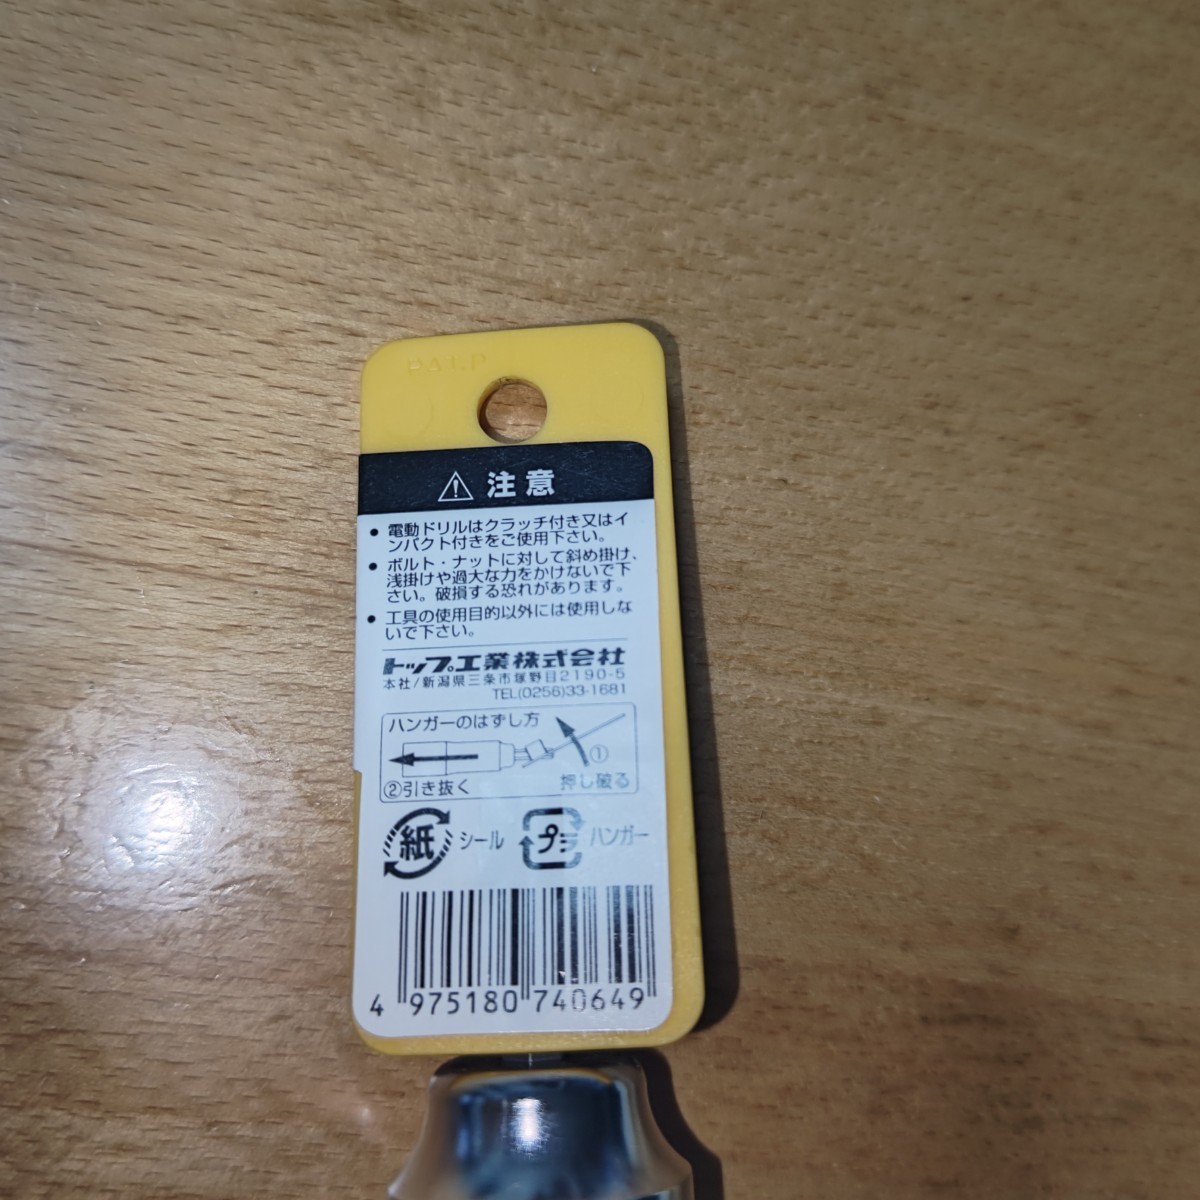 PAEP
注意
● 電動ドリルはクラッチ付き又はイ
ンパクト付きをご使用下さい。
● ボルト・ナットに対して斜め掛け、
浅掛けや過大な力をかけないで下
さい。破損する恐れがあります。
● 工具の使用目的以外には使用しな
いで下さい。
トップ工業株式会社
本社/新潟県三条市塚野目2190-5
TEL(0256)33-1681
ハンガーのはずし方
①
押し破る
②引き抜く
紙 シール
プラ ハンガー
4 975180 740649